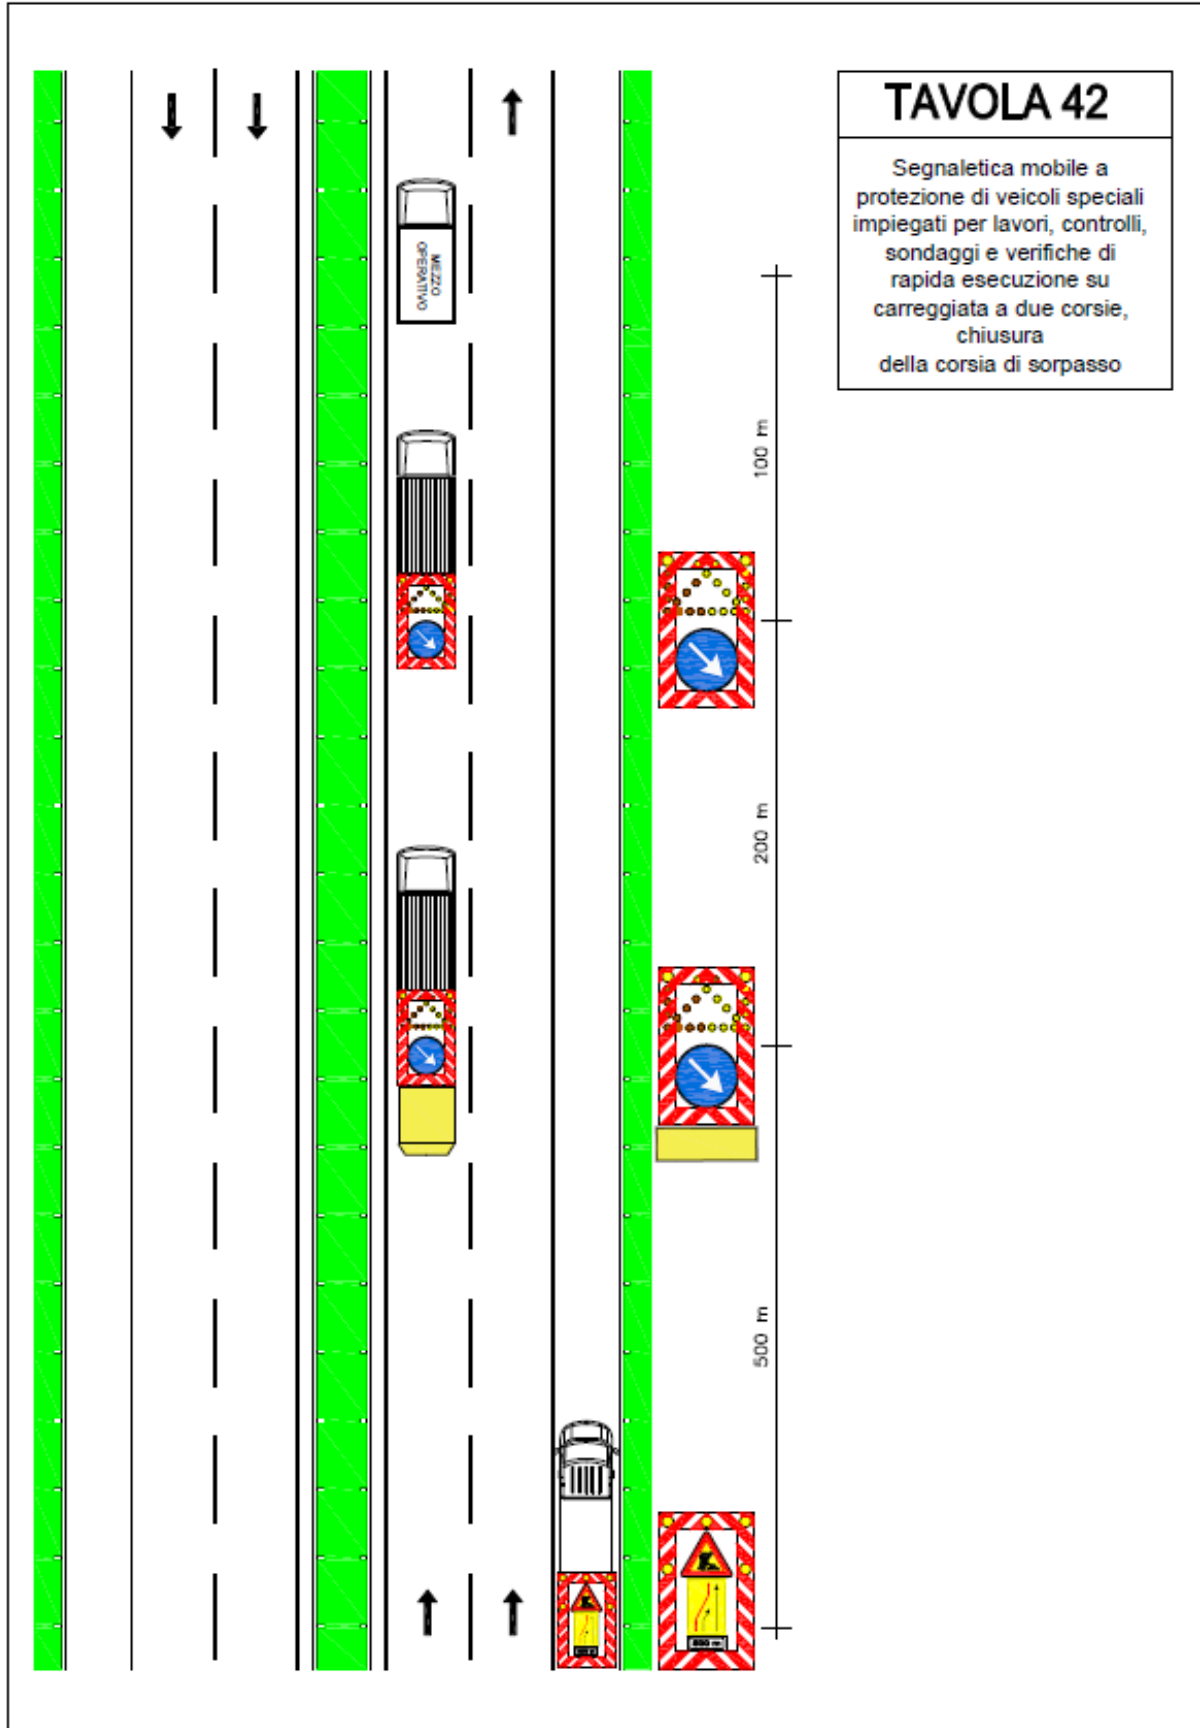 TAVOLA 42
Segnaletica mobile a
protezione di veicoli speciali
impiegati per lavori, controlli,
sondaggi e verifiche di
rapida esecuzione su
carreggiata a due corsie,
chiusura
della corsia di sorpasso
MEZZO
OPERATIVO
100 m
200 m
500 m